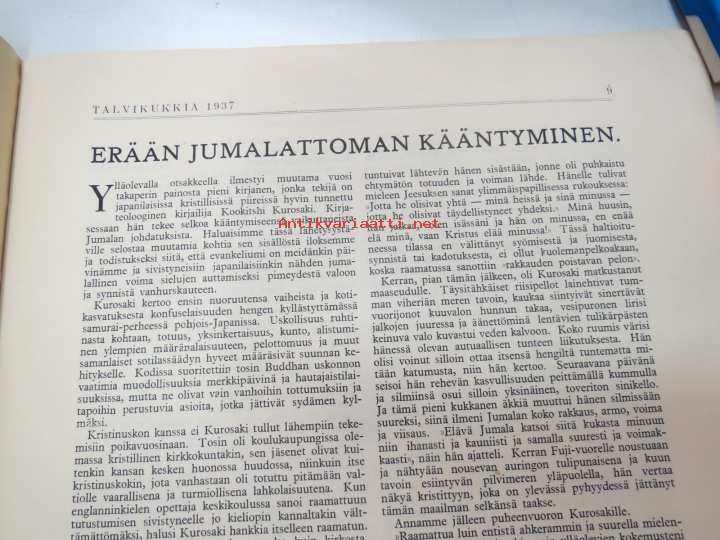 TALVIKUKKIA 1937
9
ERÄÄN JUMALATTOMAN KÄÄNTYMINEN.
Ylläolevalla otsakkeella ilmestyi muutama vuosi
takaperin painosta pieni kirjanen, jonka tekijä on
japanilaisissa kristillisissä piireissä hyvin tunnettu
teolooginen kirjailija Kookitshi Kurosaki. Kirja-
sessaan hän tekee selkoa kääntymisensä vaikuttaneista
Jumalan johdatuksista. Haluaisimme tässä lähetysystä-
ville selostaa muutamia kohtia sen sisällöstä iloksemme
ja todistukseksi siitä, että evankeliumi on meidänkin päi-
vinämme ja sivistyneisiin japanilaisiinkin nähden juma-
lallinen voima sielujen auttamiseksi pimeydestä valoon
ja synnistä vanhurskauteen.
Kurosaki kertoo ensin nuoruutensa vaiheista ja koti-
kasvatuksesta konfuselaisuuden hengen kyllästyttämässä
samurai-perheessä pohjois-Japanissa. Uskollisuus ruhti-
nasta kohtaan, totuus, yksinkertaisuus, kunto, alistumi-
nen ylempien määränalaisuuteen, pelottomuus ja muut
samanlaiset sotilassäädyn hyveet määräsivät suunnan ke-
hitykselle. Kodissa suoritettiin tosin Buddhan uskonnon
vaatimia muodollisuuksia merkkipäivinä ja hautajaistilai-
suuksissa, mutta ne olivat vain vanhoihin tottumuksiin ja
tapoihin perustuvia asioita, jotka jättivät sydämen kyl-
mäksi.
Kristinuskon kanssa ei Kurosaki tullut lähempiin teke-
misiin poikavuosinaan. Tosin oli koulukaupungissa ole-
massa kristillinen kirkkokuntakin, sen jäsenet olivat kui-
tenkin kansan kesken huonossa huudossa, niinkuin itse
kristinuskokin, jota vanhastaan oli totuttu pitämään val-
tiolle vaarallisena ja turmiollisena lahkolaisuutena. Kun
englanninkielen opettaja keskikoulussa sanoi raamattuun
tutustumisen sivistyneelle jo kieliopin kannaltakin vält-
tämättömäksi, halusi Kurosaki hankkia itselleen raamatun.
tuntuivat lähtevän hänen sisästään, jonne oli puhkaistu
ehtymätön totuuden ja voiman lähde. Hänelle tulivat
mieleen Jeesuksen sanat ylimmäispapillisessa rukouksessa:
»Jotta he olisivat yhtä — minä heissä ja sinä minussa —
jotta he olisivat täydellistyneet yhdeksi.» Minä huusin,
elä minä, vaan Kristus elää minussa!» Tässä haltioitu-
neessa tilassa en välittänyt syömisestä ja juomisesta,
synnistä tai kadotuksesta, ei ollut kuolemanpelkoakaan,
koska raamatussa sanottiin »rakkauden poistavan pelon».
Kerran, pian tämän jälkeen, oli Kurosaki matkustanut
maaseudulle. Täysitähkäiset riisipellot lainehtivat tum-
man viheriän meren tavoin, kaukaa siintyivät sinertävät
vuorijonot kuuvalon hunnun takaa, vesipuronen lirisi
jalkojen juuressa ja äänettöminä lentävien tulikärpästen
keinuva valo kuvastui veden kalvoon. Koko ruumis värisi
hänessä olevan autuaallisen tunteen liikutuksesta. Hän
olisi voinut silloin ottaa itsensä hengiltä tuntematta mi-
tään katumusta, niin hän kertoo. Seuraavana päivänä
seisoi hän rehevän kasvullisuuden peittämällä kummulla
ja silmiinsä osui silloin yksinäinen, toveriton sinikello.
Ja tämä pieni kukkanen äkkiä muuttui hänen silmissään
suureksi, siinä ilmeni Jumalan koko rakkaus, armo, voima
ja viisaus. »Elävä Jumala katsoi siitä kukasta minuun
niin ihanasti ja kauniisti ja samalla suuresti ja voimak-
kaasti», näin hän ajatteli. Kerran Fuji-vuorelle noustuaan
ja nähtyään nousevan auringon tulipunaisena ja kuun
tavoin esiintyvän pilvimeren yläpuolella, hän vertaa
näkyä kristittyyn, joka on ylevässä pyhyydessä jättänyt
tämän maailman selkänsä taakse.
Annamme jälleen puheenvuoron Kurosakille.
»Raamattua luin entistä ahkerammin ja suurella mielen-
Antikvariaatti.net